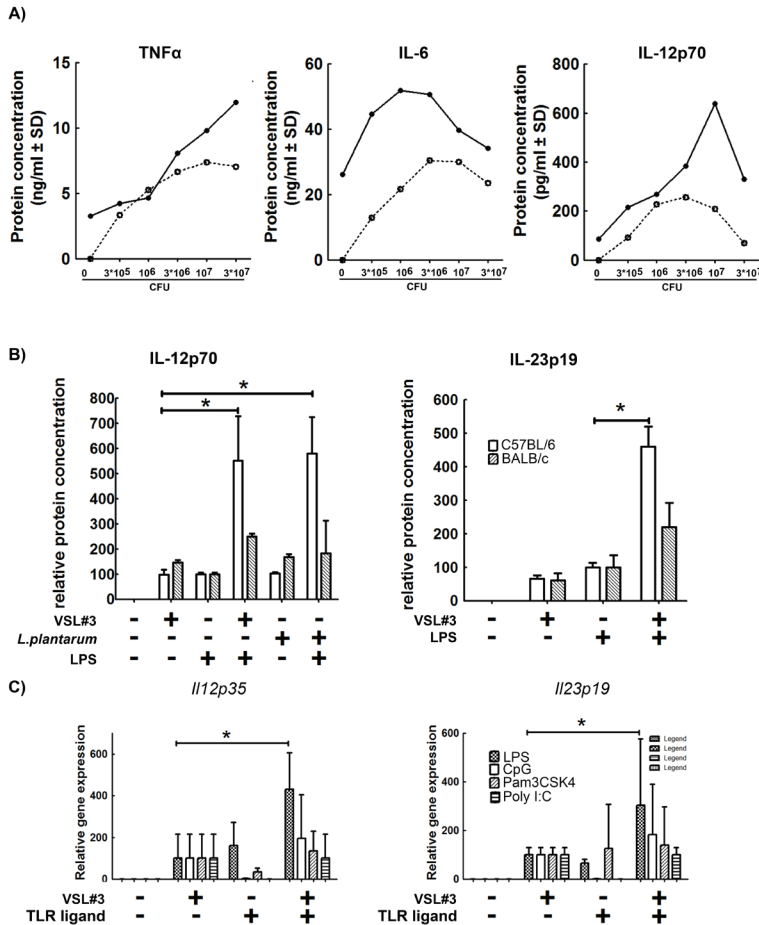 A)
TNFα
IL-6
IL-12p70
Protein concentration
(ng/ml ± SD)
15
10
5
0
0 3*10⁵ 10⁶ 3*10⁶ 10⁷ 3*10⁷
CFU
Protein concentration
(ng/ml ± SD)
60
40
20
0
0 3*10⁵ 10⁶ 3*10⁶ 10⁷ 3*10⁷
CFU
Protein concentration
(pg/ml ± SD)
800
600
400
200
0
0 3*10⁵ 10⁶ 3*10⁶ 10⁷ 3*10⁷
CFU
B)
IL-12p70
relative protein concentration
800
700
600
500
400
300
200
100
0
* *
VSL#3 - + - + - -
L.plantarum - - - - + +
LPS - - + + - +
IL-23p19
relative protein concentration
600
500
400
300
200
100
0
*
C57BL/6
BALB/c
VSL#3 - + - +
LPS - - + +
C)
Il12p35
Relative gene expression
600
400
200
0
*
VSL#3 - + - +
TLR ligand - - + +
Il23p19
Relative gene expression
600
400
200
0
*
LPS
CpG
Pam3CSK4
Poly I:C
Legend
Legend
Legend
Legend
VSL#3 - + - +
TLR ligand - - + +